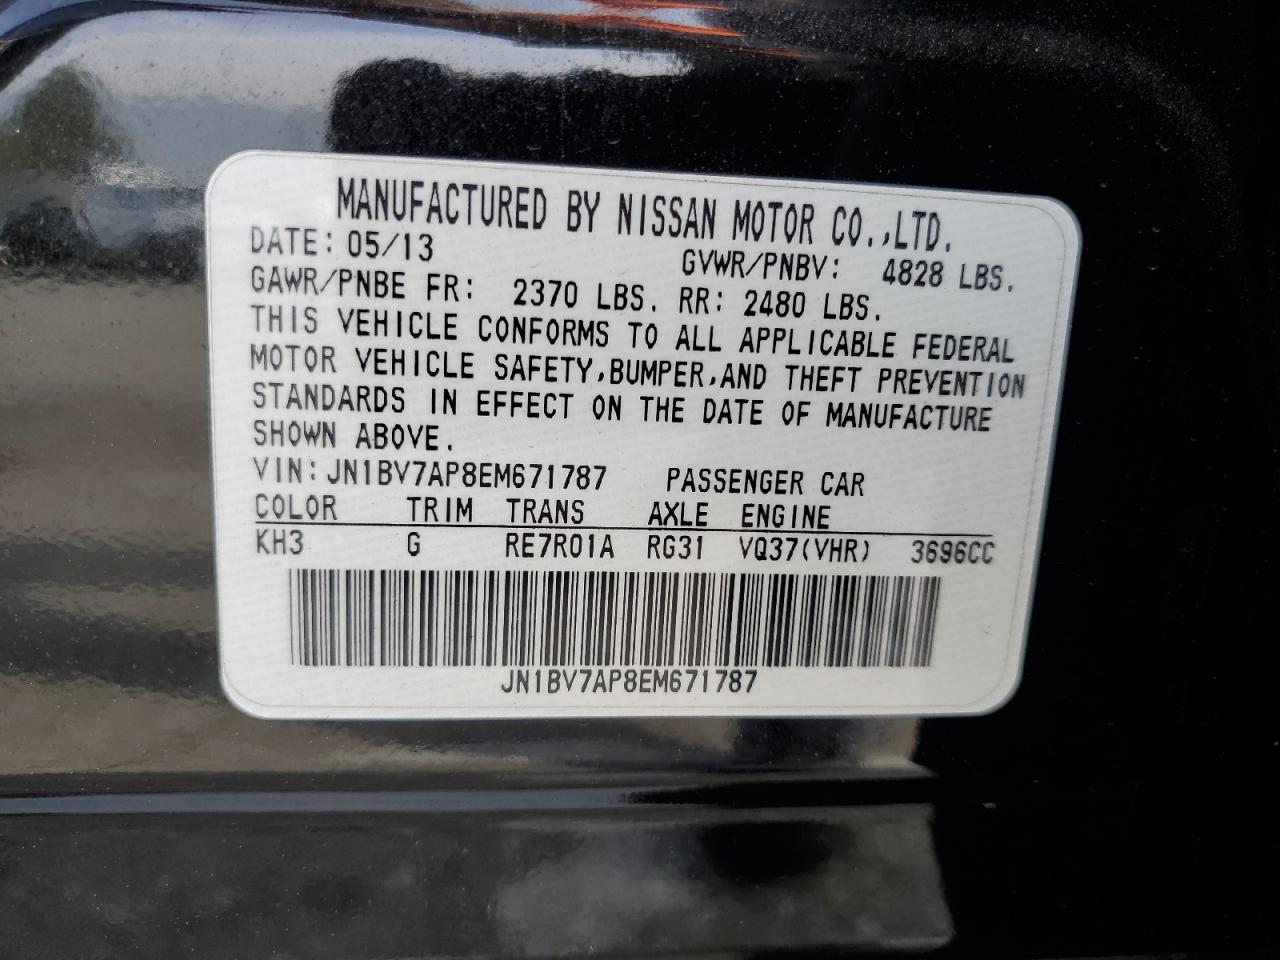 MANUFACTURED BY NISSAN MOTOR CO.,LTD.
DATE: 05/13 GVWR/PNBV: 4828 LBS.
GAWR/PNBE FR: 2370 LBS. RR: 2480 LBS.
THIS VEHICLE CONFORMS TO ALL APPLICABLE FEDERAL
MOTOR VEHICLE SAFETY,BUMPER,AND THEFT PREVENTION
STANDARDS IN EFFECT ON THE DATE OF MANUFACTURE
SHOWN ABOVE.
VIN:JN1BV7AP8EM671787 PASSENGER CAR
COLOR TRIM TRANS AXLE ENGINE
KH3 G RE7R01A RG31 VQ37(VHR) 3696CC
JN1BV7AP8EM671787